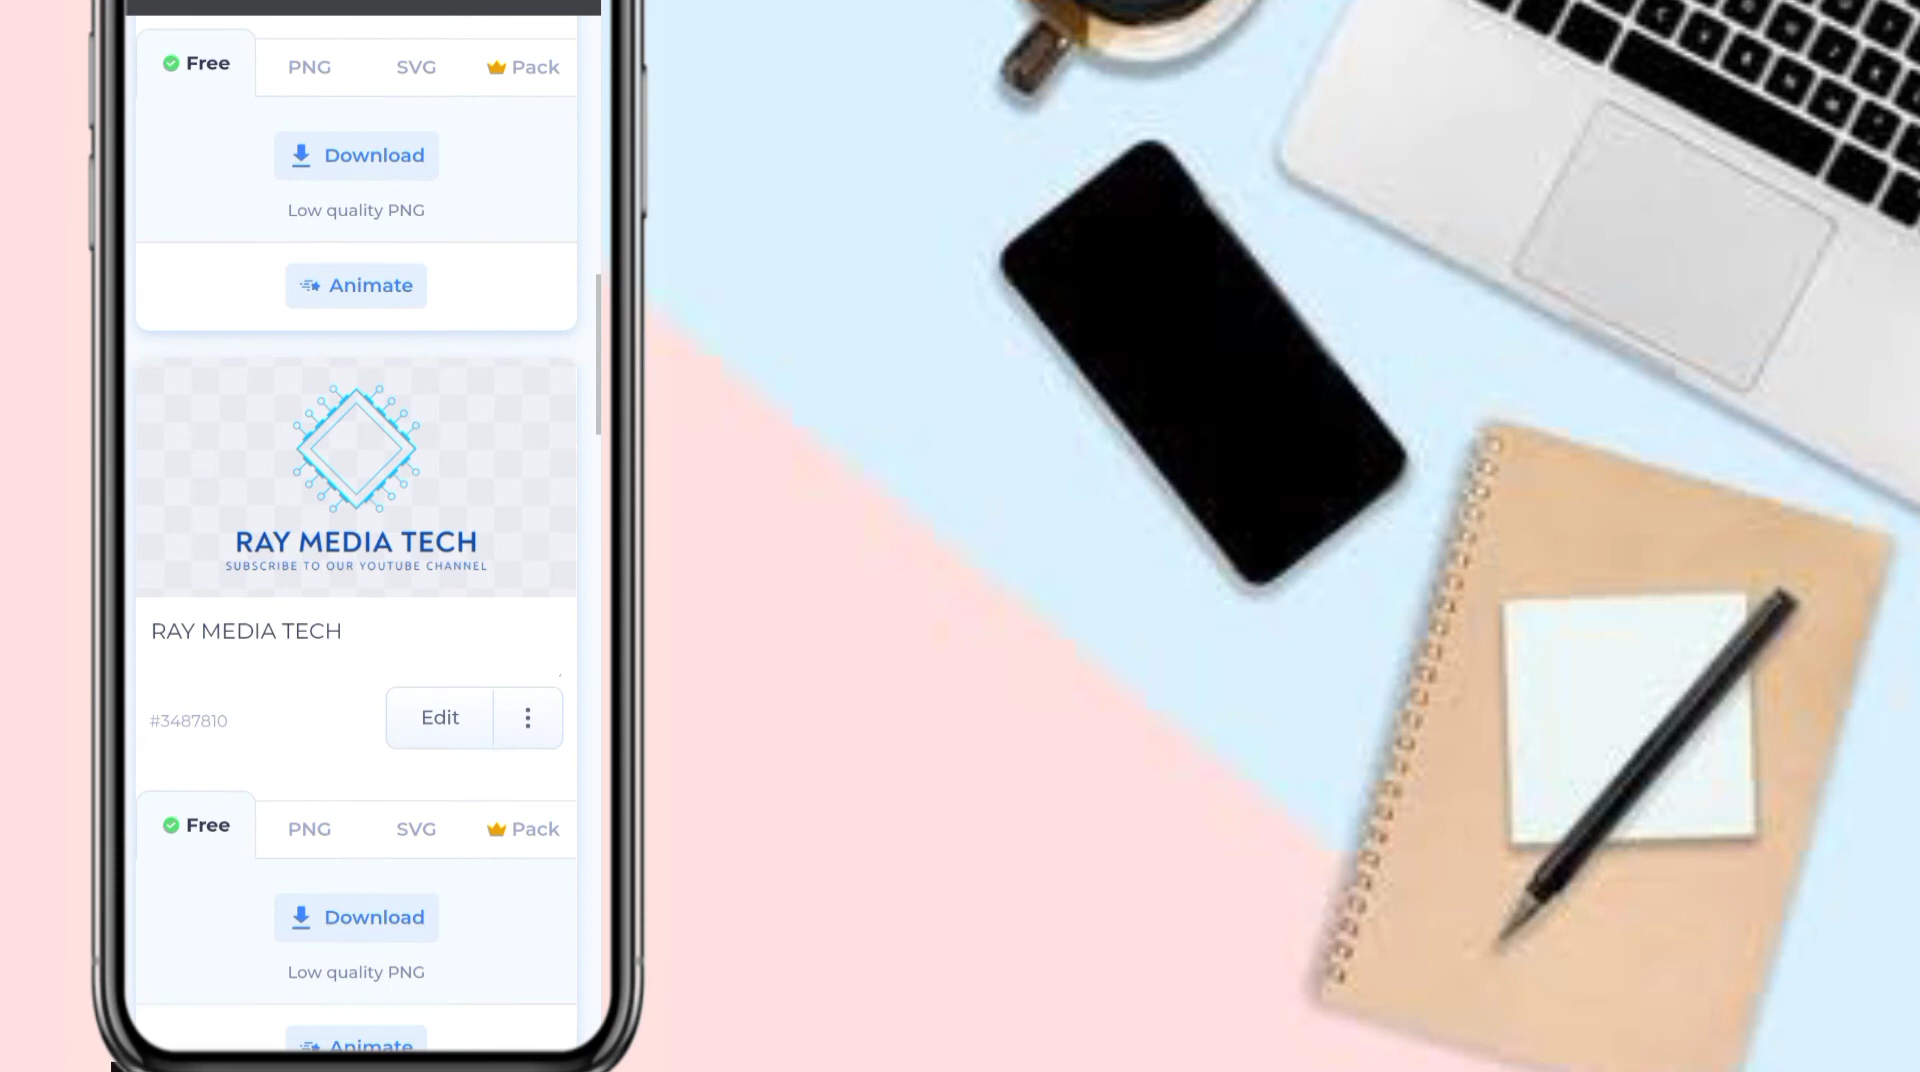 Free PNG SVG Pack
Download
Low quality PNG
Animate
RAY MEDIA TECH
SUBSCRIBE TO OUR YOUTUBE CHANNEL
RAY MEDIA TECH
#3487810 Edit
Free PNG SVG Pack
Download
Low quality PNG
Animate